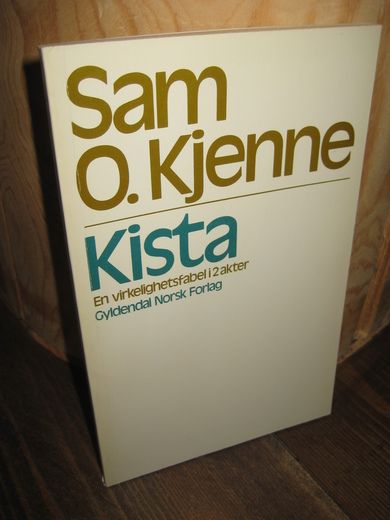 Sam
O. Kjenne
Kista
En virkelighetsfabel i 2 akter
Gyldendal Norsk Forlag